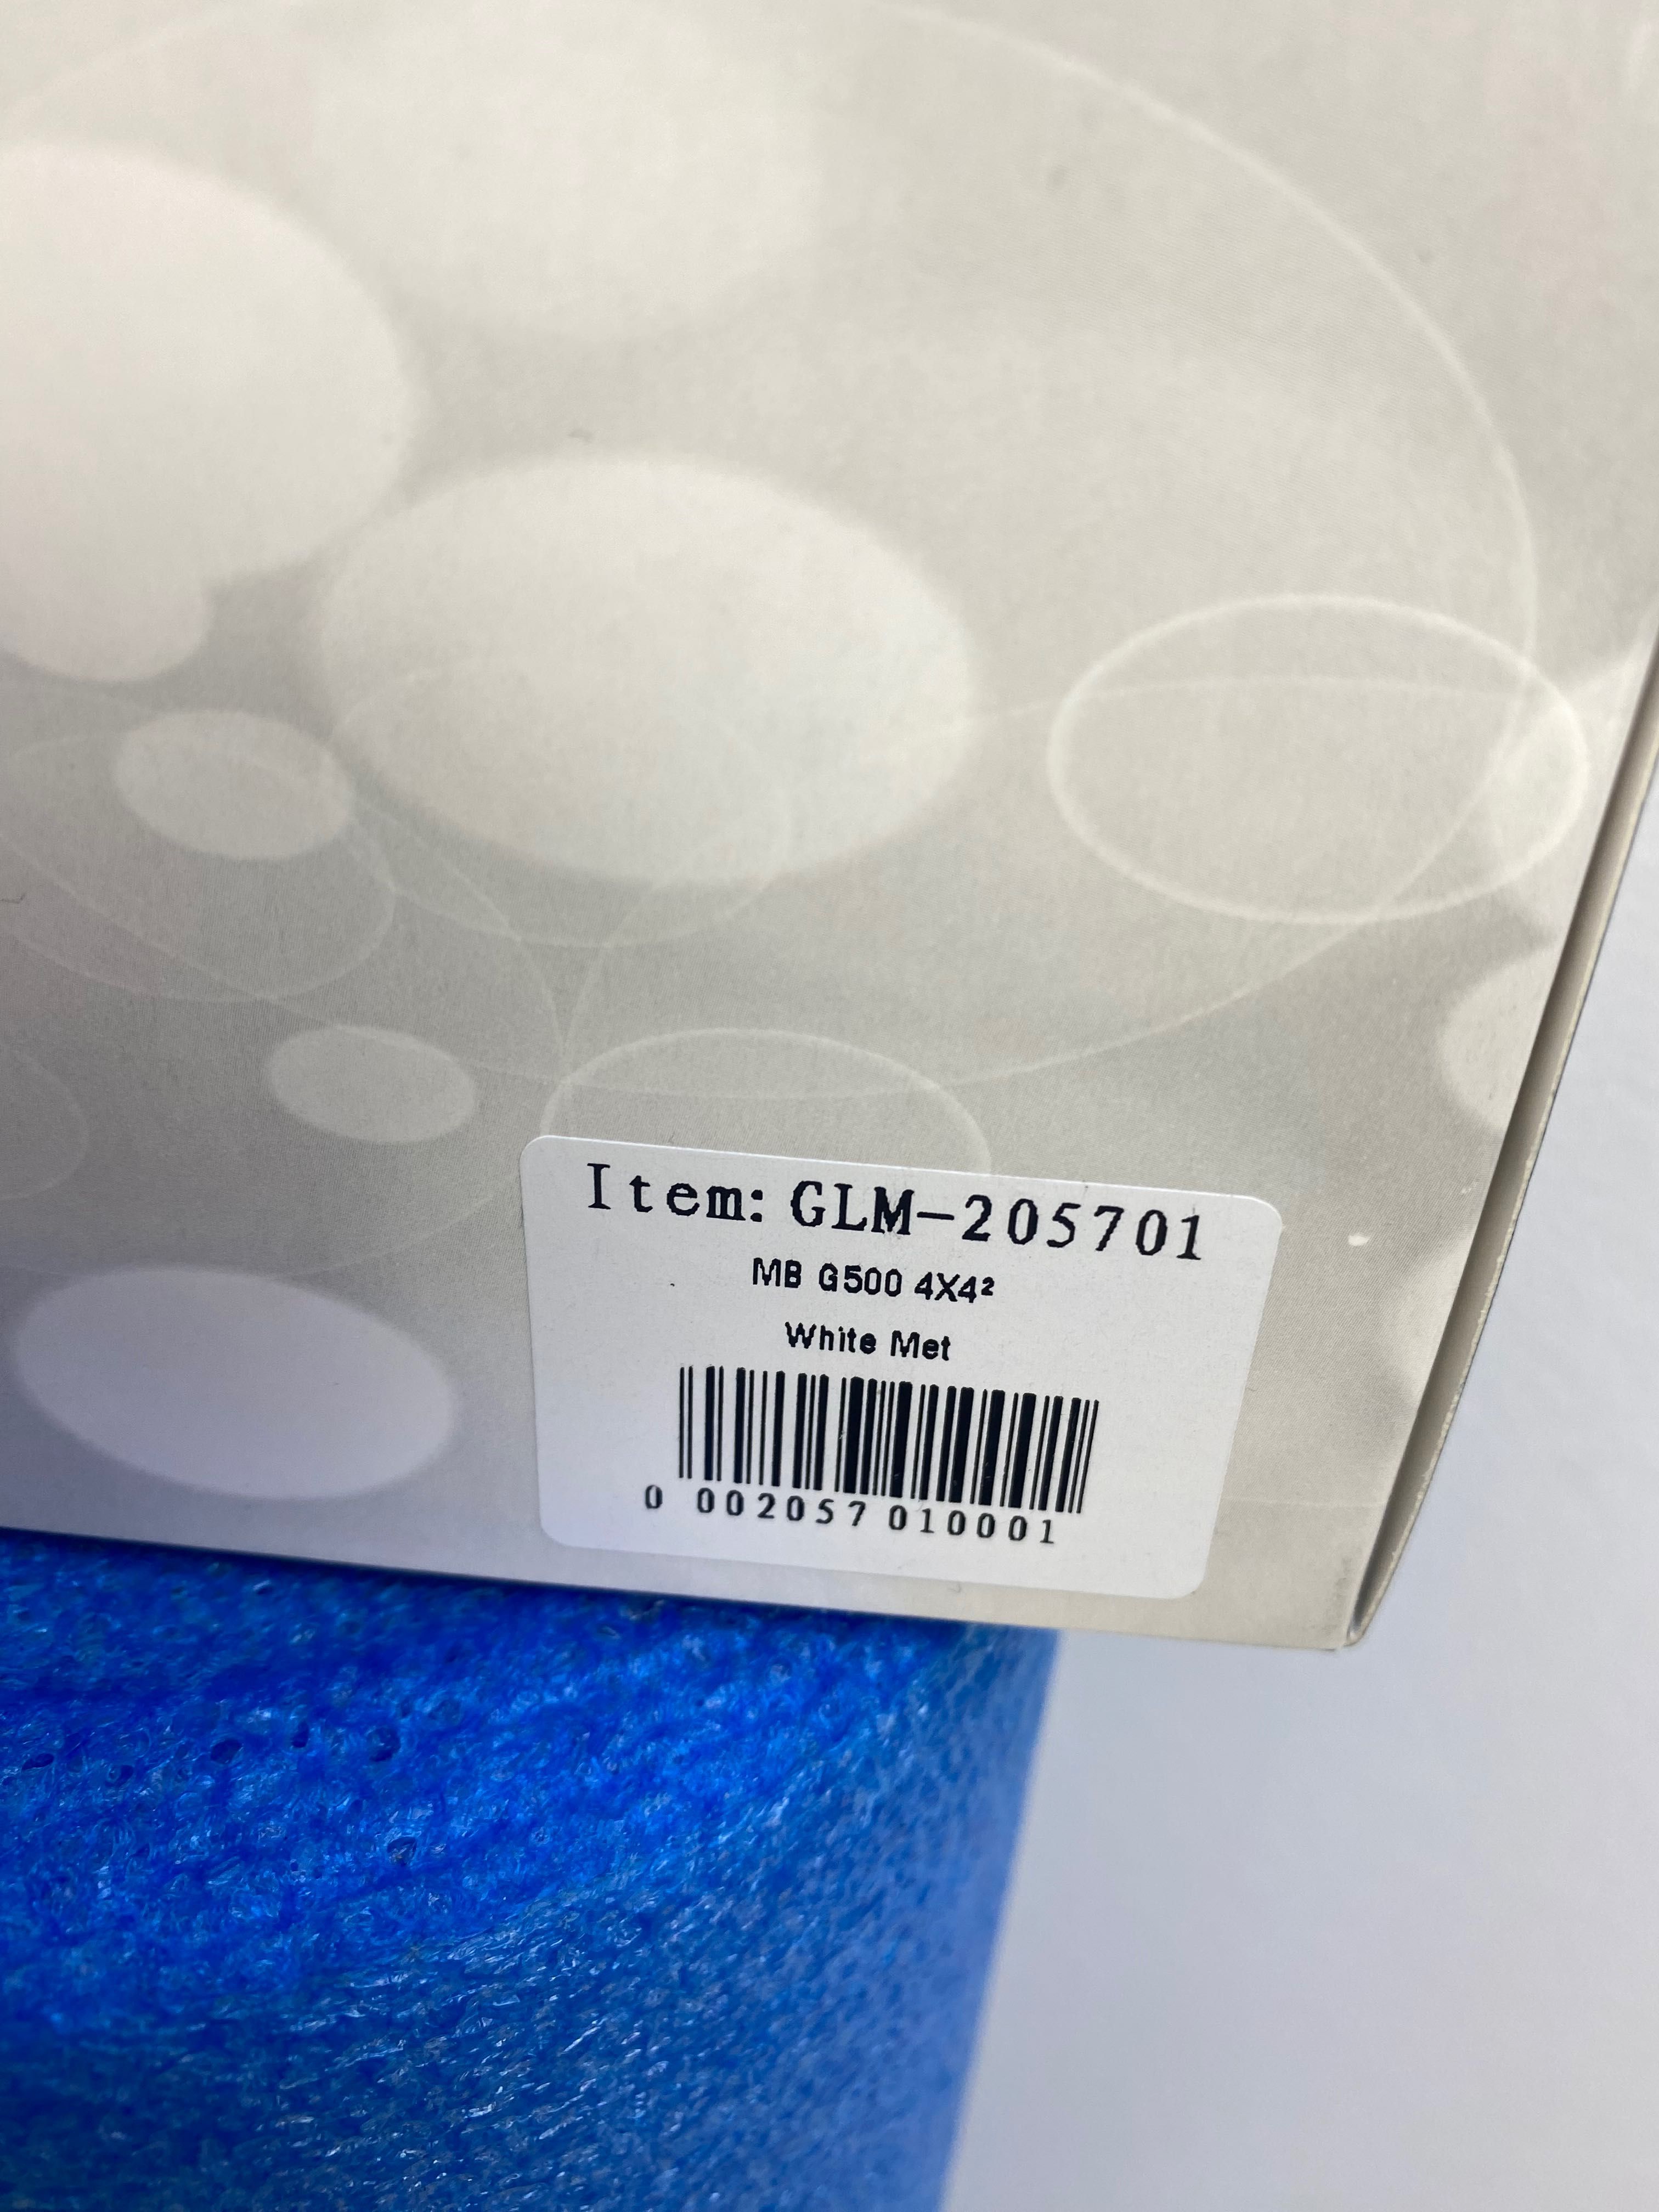 Item: GLM-205701
MB G500 4X4²
White Met
0 002057 010001